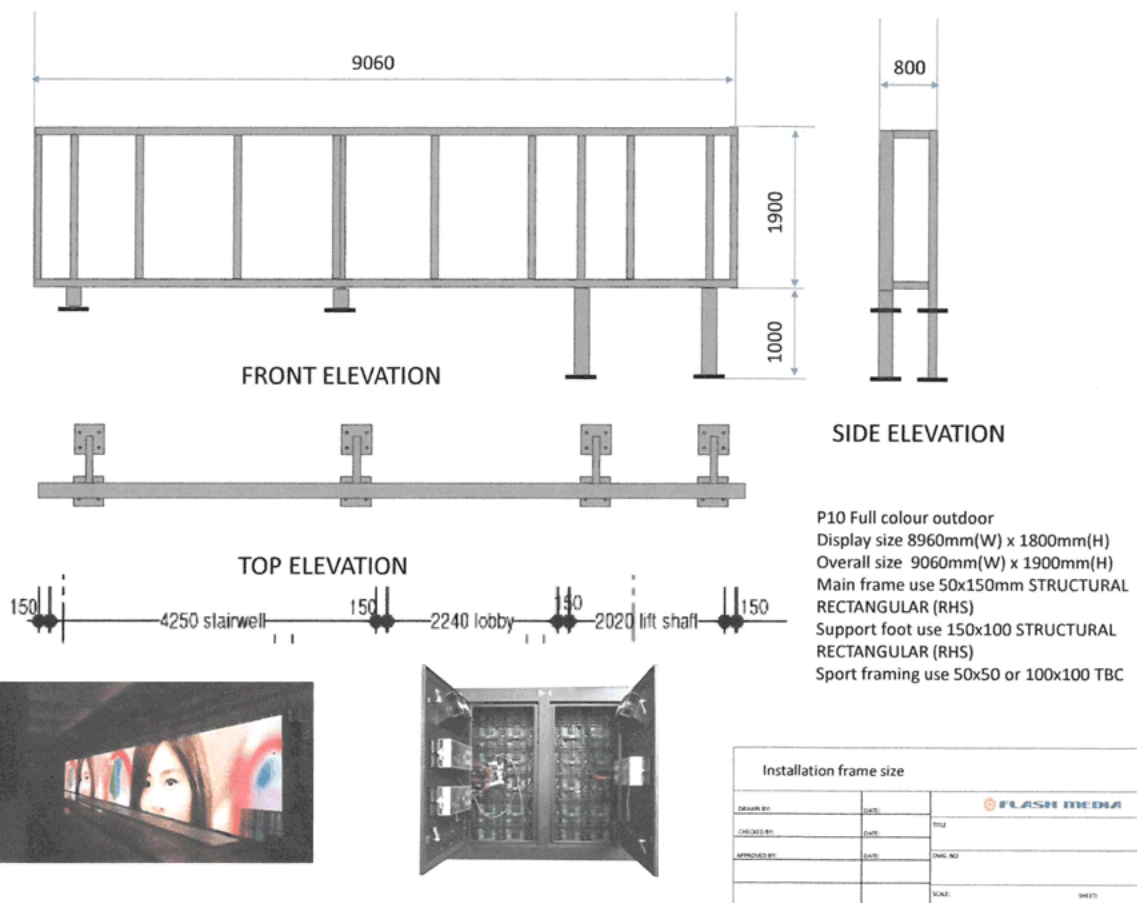 9060
800
1900
1000
FRONT ELEVATION
SIDE ELEVATION
TOP ELEVATION
150
4250 stairwell
150
2240 lobby
150
2020 lift shaft
150
P10 Full colour outdoor
Display size 8960mm(W) x 1800mm(H)
Overall size 9060mm(W) x 1900mm(H)
Main frame use 50x150mm STRUCTURAL
RECTANGULAR (RHS)
Support foot use 150x100 STRUCTURAL
RECTANGULAR (RHS)
Sport framing use 50x50 or 100x100 TBC
Installation frame size
DRAWN BY:
DATE:
FLASH MEDIA
CHECKED BY:
DATE:
TITLE
APPROVED BY:
DATE:
DWG. NO
SCALE:
SHEET: